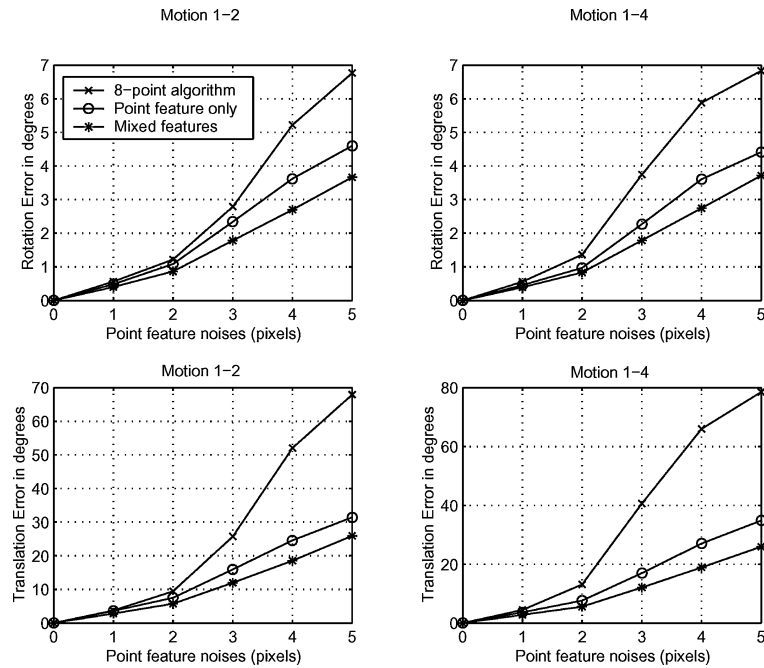 Motion 1−2
Motion 1−4
7
6
5
4
3
2
1
0
Rotation Error in degrees
8−point algorithm
Point feature only
Mixed features
0 1 2 3 4 5
Point feature noises (pixels)
7
6
5
4
3
2
1
0
Rotation Error in degrees
0 1 2 3 4 5
Point feature noises (pixels)
Motion 1−2
Motion 1−4
70
60
50
40
30
20
10
0
Translation Error in degrees
0 1 2 3 4 5
Point feature noises (pixels)
80
60
40
20
0
Translation Error in degrees
0 1 2 3 4 5
Point feature noises (pixels)